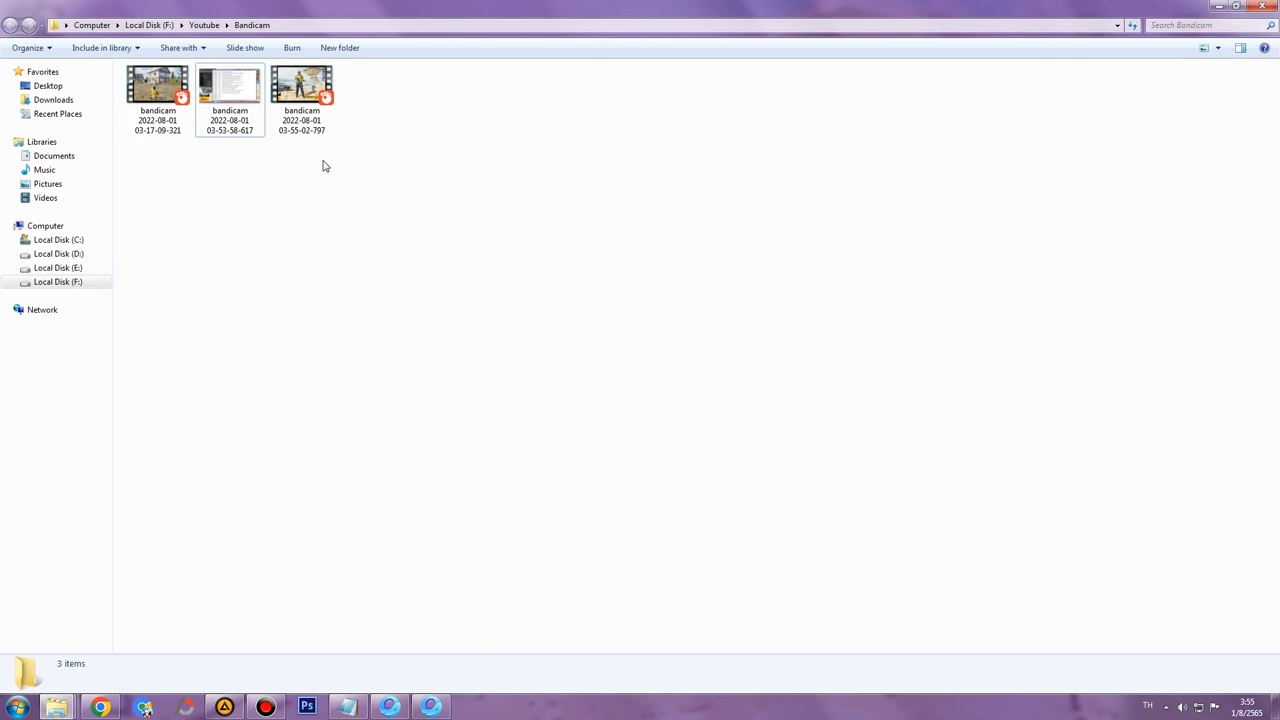 Computer Local Disk (F:) Youtube Bandicam
Search Bandicam
Organize Include in library Share with Slide show Burn New folder
Favorites
Desktop
Downloads
Recent Places
Libraries
Documents
Music
Pictures
Videos
Computer
Local Disk (C:)
Local Disk (D:)
Local Disk (E:)
Local Disk (F:)
Network
bandicam
2022-08-01
03-17-09-321
bandicam
2022-08-01
03-53-58-617
bandicam
2022-08-01
03-55-02-797
3 items
Ps
TH
3:55
1/8/2565